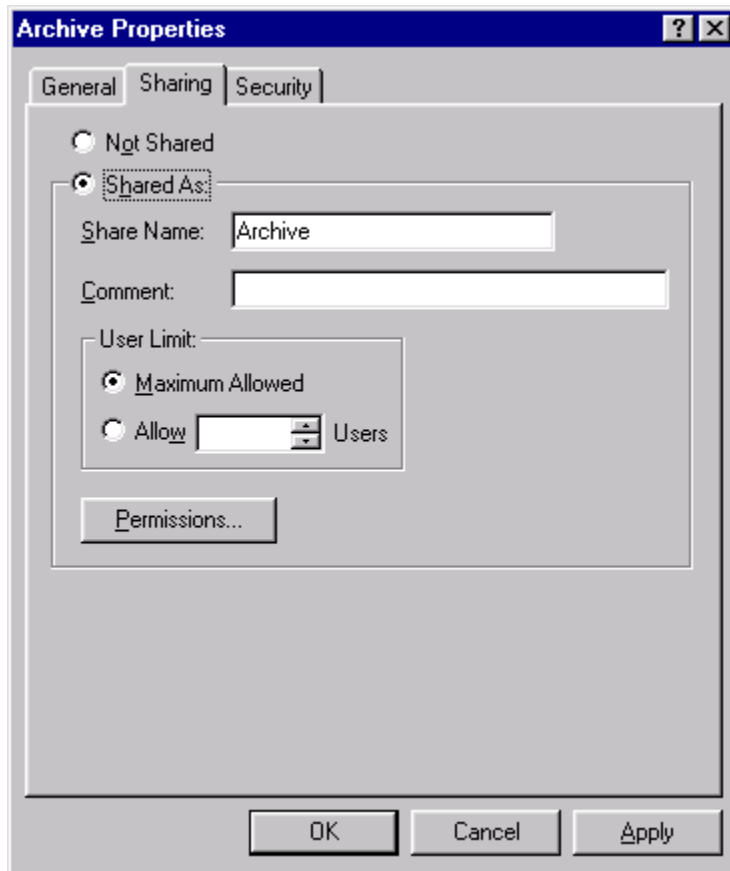 Archive Properties
General Sharing Security
Not Shared
Shared As:
Share Name: Archive
Comment:
User Limit:
Maximum Allowed
Allow Users
Permissions...
OK Cancel Apply